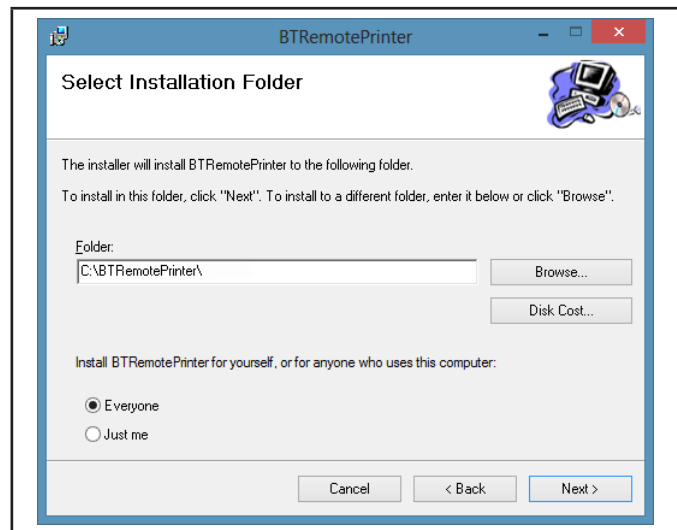 BTRemotePrinter
Select Installation Folder
The installer will install BTRemotePrinter to the following folder.
To install in this folder, click "Next". To install to a different folder, enter it below or click "Browse".
Folder:
C:\BTRemotePrinter\
Browse...
Disk Cost...
Install BTRemotePrinter for yourself, or for anyone who uses this computer:
Everyone
Just me
Cancel
< Back
Next >